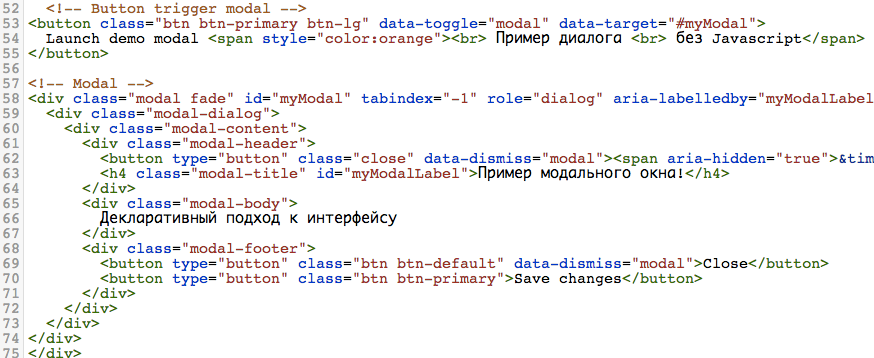 52   <!-- Button trigger modal -->
53 <button class="btn btn-primary btn-lg" data-toggle="modal" data-target="#myModal">
54   Launch demo modal <span style="color:orange"><br> Пример диалога <br> без Javascript</span>
55 </button>
56
57 <!-- Modal -->
58 <div class="modal fade" id="myModal" tabindex="-1" role="dialog" aria-labelledby="myModalLabel
59   <div class="modal-dialog">
60     <div class="modal-content">
61       <div class="modal-header">
62         <button type="button" class="close" data-dismiss="modal"><span aria-hidden="true">&tim
63         <h4 class="modal-title" id="myModalLabel">Пример модального окна!</h4>
64       </div>
65       <div class="modal-body">
66         Декларативный подход к интерфейсу
67       </div>
68       <div class="modal-footer">
69         <button type="button" class="btn btn-default" data-dismiss="modal">Close</button>
70         <button type="button" class="btn btn-primary">Save changes</button>
71       </div>
72     </div>
73   </div>
74 </div>
75 </div>